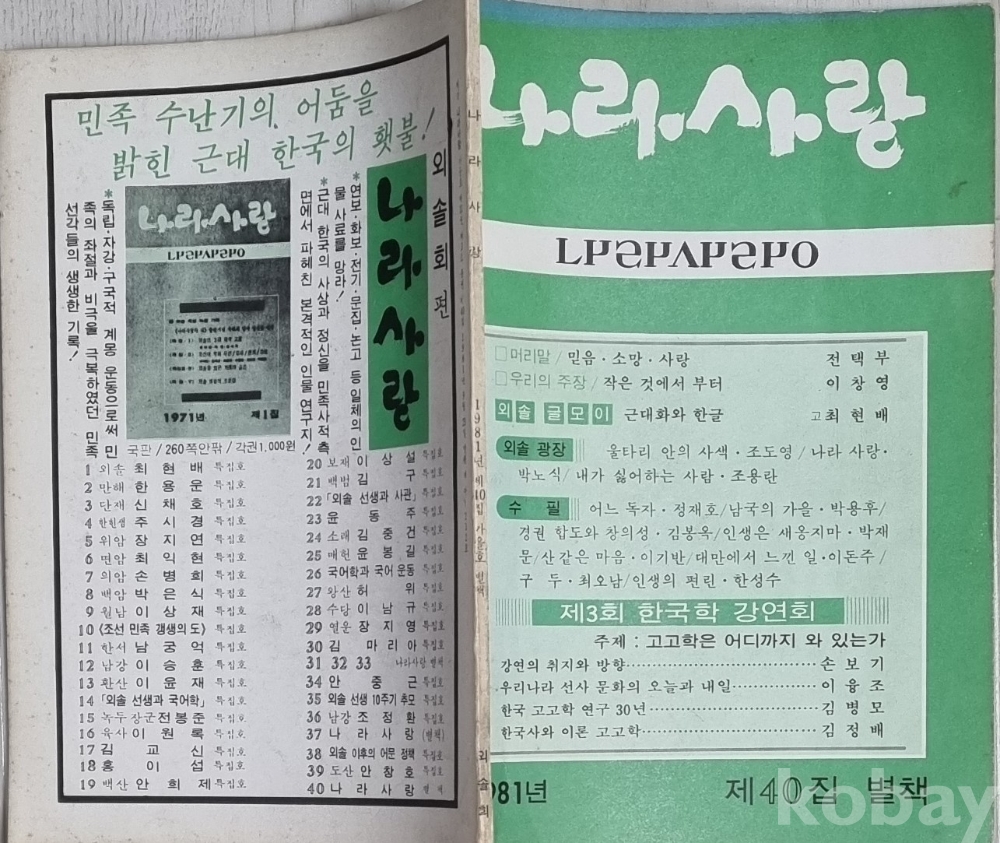 민족 수난기의 어둠을
밝힌 근대 한국의 횃불!
외솔회 편
나라사랑
*연보·화보·전기·문집·논고 등 일체의 인
물 사료를 망라!
*근대 한국의 사상과 정신을 민족사적 측
면에서 파헤친 본격적인 인물 연구지!
나라사랑
ㄴㅏㄹㅏㅅㅏㄹㅏㅇ
1971년 제1집
*독립·자강·구국적 계몽 운동으로써 민
족의 좌절과 비극을 극복하였던 민족
선각들의 생생한 기록!
국판/260쪽안팎/각권1,000원
1 외솔 최현배 특집호
2 만해 한용운 특집호
3 단재 신채호 특집호
4 한힌샘 주시경 특집호
5 위암 장지연 특집호
6 면암 최익현 특집호
7 의암 손병희 특집호
8 백암 박은식 특집호
9 월남 이상재 특집호
10 《조선 민족 갱생의 도》 특집호
11 한서 남궁억 특집호
12 남강 이승훈 특집호
13 환산 이윤재 특집호
14 「외솔 선생과 국어학」 특집호
15 녹두장군 전봉준 특집호
16 육사 이원록 특집호
17 김교신 특집호
18 홍이섭 특집호
19 백산 안희제 특집호
20 보재 이상설 특집호
21 백범 김구 특집호
22 「외솔 선생과 사관」 특집호
23 윤동주 특집호
24 소래 김중건 특집호
25 매헌 윤봉길 특집호
26 국어학과 국어 운동 특집호
27 왕산 허위 특집호
28 수당 이남규 특집호
29 열운 장지영 특집호
30 김마리아 특집호
31 32 33 나라사랑 별책
34 안중근 특집호
35 외솔 선생 10주기 추모 특집호
36 남강 조정환 특집호
37 나라사랑 (별책)
38 외솔 이후의 어문 정책 특집호
39 도산 안창호 특집호
40 나라사랑 별책
나라사랑
1981년 제40집 가을호 별책
외솔회
나라사랑
ㄴㅏㄹㅏㅅㅏㄹㅏㅇ
□머리말/믿음·소망·사랑 전택부
□우리의 주장/작은 것에서부터 이창영
외솔 글모이 근대화와 한글 고최현배
외솔 광장 울타리 안의 사색·조도영/나라 사랑·
박노식/내가 싫어하는 사람·조용란
수필 어느 독자·정재호/남국의 가을·박용후/
경권 합도와 창의성·김봉옥/인생은 새옹지마·박재
문/산같은 마음·이기반/대만에서 느낀 일·이돈주/
구두·최오남/인생의 편린·한성수
제3회 한국학 강연회
주제 : 고고학은 어디까지 와 있는가
강연의 취지와 방향 손보기
우리나라 선사 문화의 오늘과 내일 이융조
한국 고고학 연구 30년 김병모
한국사와 이론 고고학 김정배
981년 제40집 별책
kobay